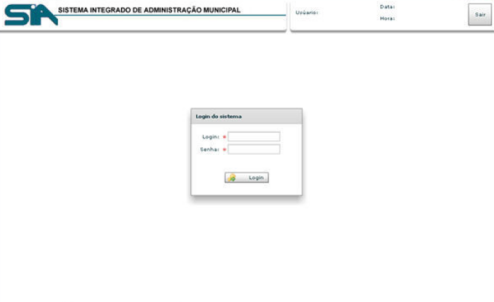 SIA SISTEMA INTEGRADO DE ADMINISTRAÇÃO MUNICIPAL
Usuário:
Data:
Hora:
Sair
Login do sistema
Login: *
Senha: *
Login